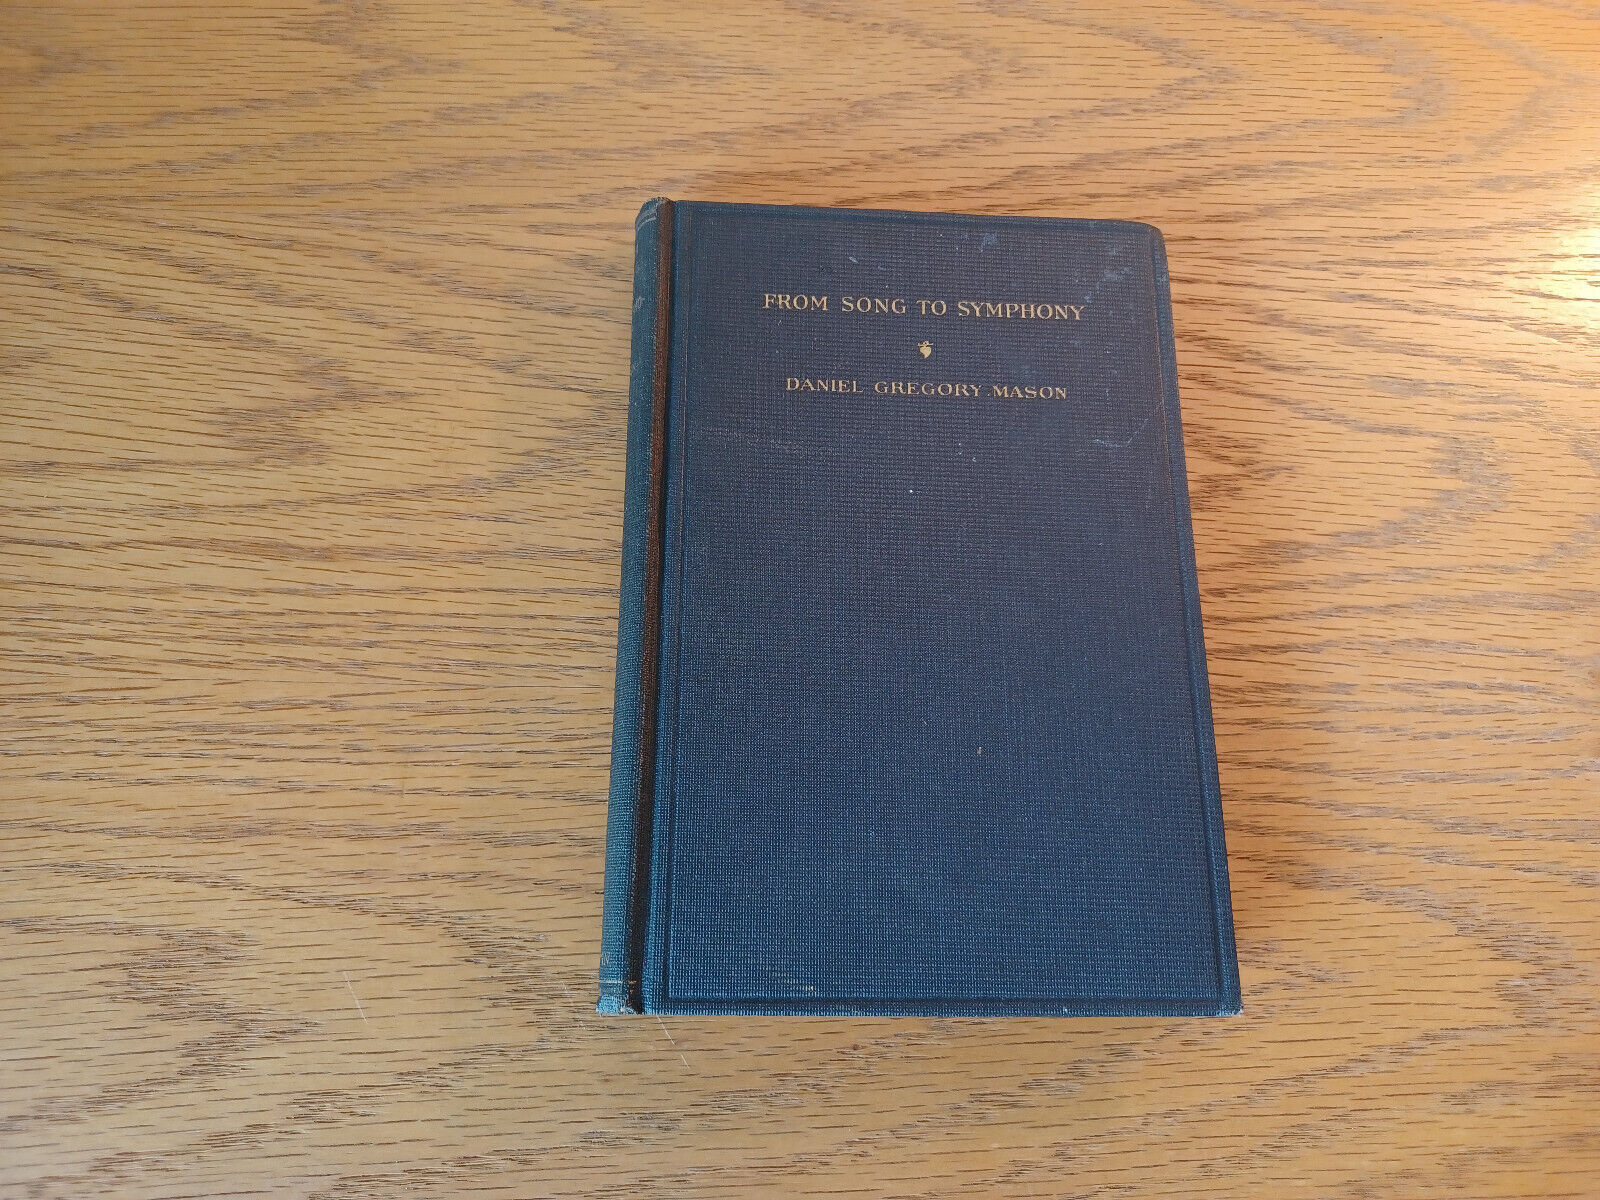 FROM SONG TO SYMPHONY
DANIEL GREGORY MASON